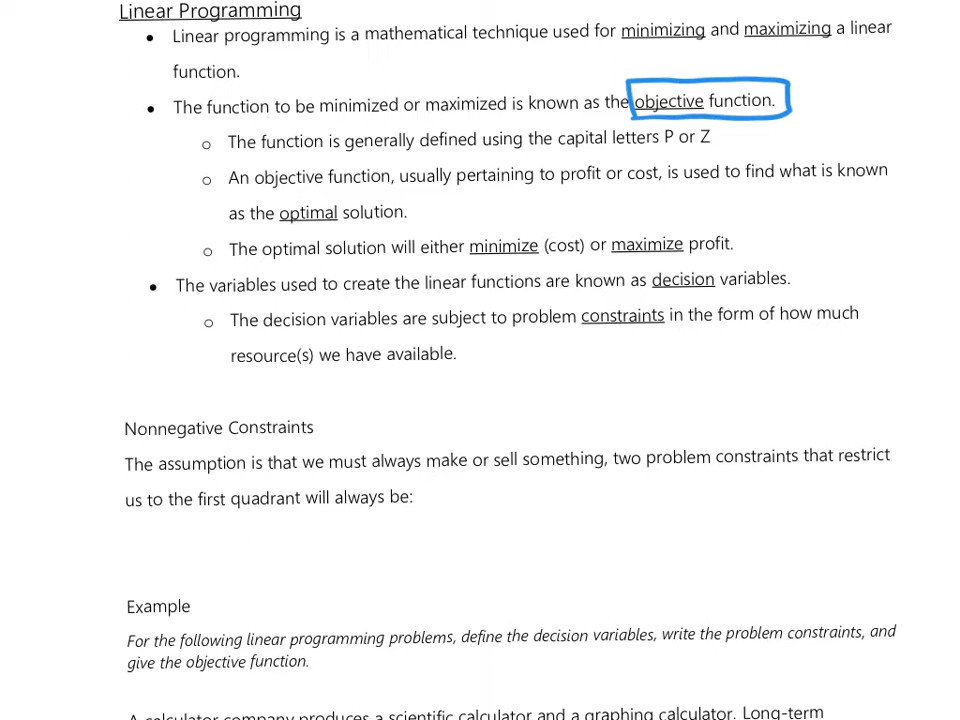 Linear Programming
• Linear programming is a mathematical technique used for minimizing and maximizing a linear
function.
• The function to be minimized or maximized is known as the objective function.
o The function is generally defined using the capital letters P or Z
o An objective function, usually pertaining to profit or cost, is used to find what is known
as the optimal solution.
o The optimal solution will either minimize (cost) or maximize profit.
• The variables used to create the linear functions are known as decision variables.
o The decision variables are subject to problem constraints in the form of how much
resource(s) we have available.
Nonnegative Constraints
The assumption is that we must always make or sell something, two problem constraints that restrict
us to the first quadrant will always be:
Example
For the following linear programming problems, define the decision variables, write the problem constraints, and
give the objective function.
A calculator company produces a scientific calculator and a graphing calculator. Long-term